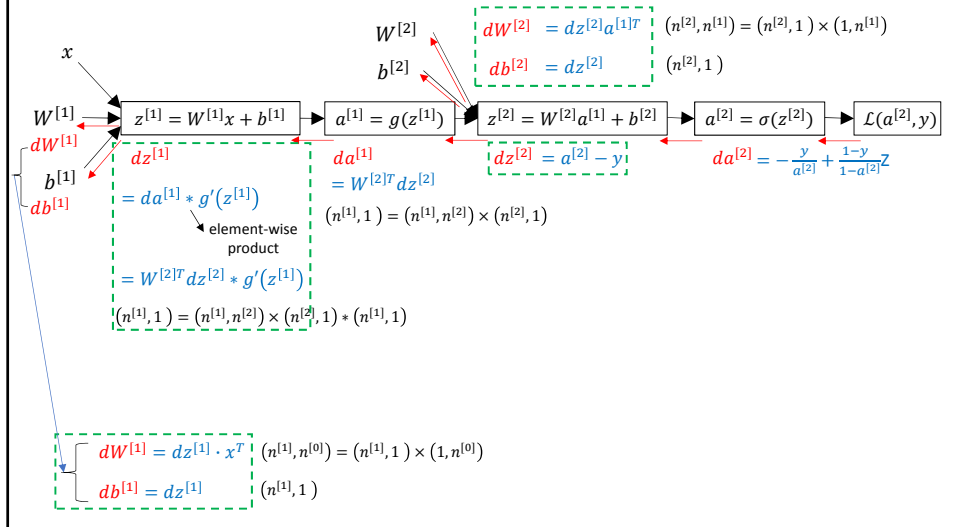 W^{[2]}
dW^{[2]} = dz^{[2]}a^{[1]T} (n^{[2]}, n^{[1]}) = (n^{[2]}, 1) × (1, n^{[1]})
x
b^{[2]}
db^{[2]} = dz^{[2]} (n^{[2]}, 1)
W^{[1]}
z^{[1]} = W^{[1]}x + b^{[1]}
a^{[1]} = g(z^{[1]})
z^{[2]} = W^{[2]}a^{[1]} + b^{[2]}
a^{[2]} = σ(z^{[2]})
ℒ(a^{[2]}, y)
dW^{[1]}
b^{[1]}
db^{[1]}
dz^{[1]}
= da^{[1]} * g′(z^{[1]})
element-wise
product
= W^{[2]T}dz^{[2]} * g′(z^{[1]})
(n^{[1]}, 1) = (n^{[1]}, n^{[2]}) × (n^{[2]}, 1) * (n^{[1]}, 1)
da^{[1]}
= W^{[2]T}dz^{[2]}
(n^{[1]}, 1) = (n^{[1]}, n^{[2]}) × (n^{[2]}, 1)
dz^{[2]} = a^{[2]} − y
da^{[2]} = −\frac{y}{a^{[2]}} + \frac{1−y}{1−a^{[2]}}z
dW^{[1]} = dz^{[1]} · x^T (n^{[1]}, n^{[0]}) = (n^{[1]}, 1) × (1, n^{[0]})
db^{[1]} = dz^{[1]} (n^{[1]}, 1)